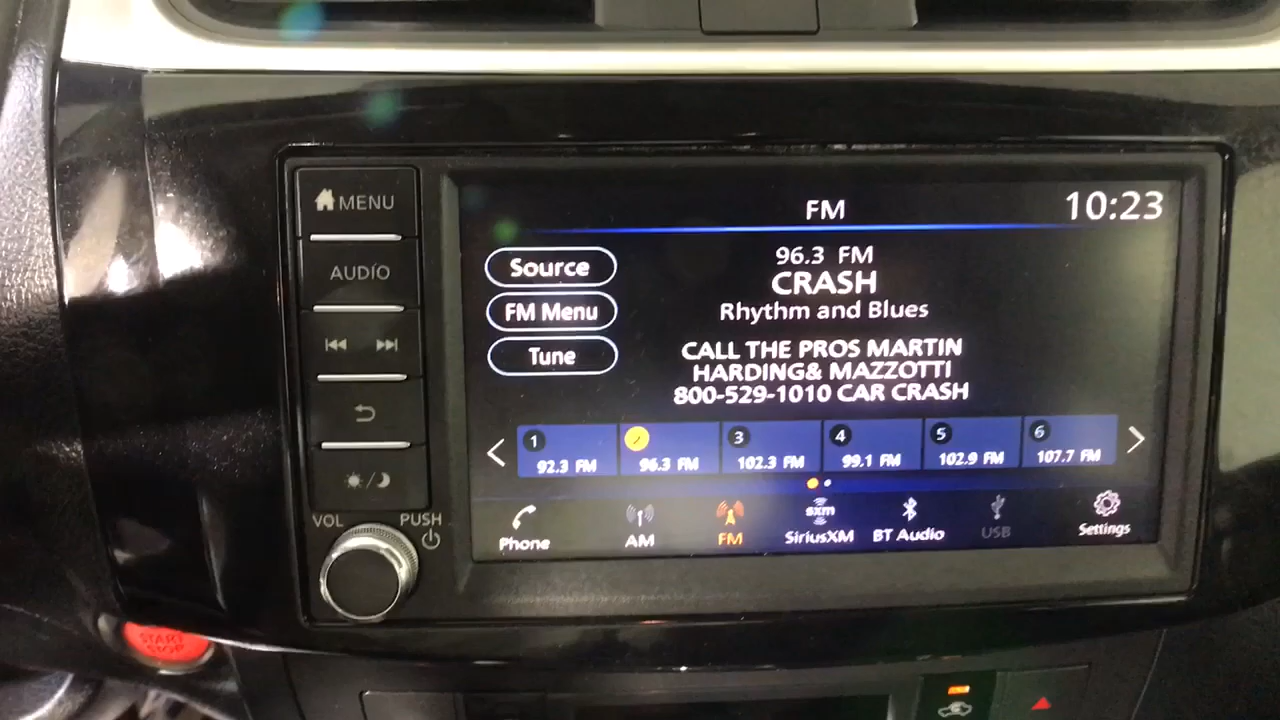 MENU
AUDIO
VOL
PUSH
START
STOP
FM
10:23
Source
FM Menu
Tune
96.3 FM
CRASH
Rhythm and Blues
CALL THE PROS MARTIN
HARDING& MAZZOTTI
800-529-1010 CAR CRASH
1
92.3 FM
96.3 FM
3
102.3 FM
4
99.1 FM
5
102.9 FM
6
107.7 FM
Phone
AM
FM
sxm
SiriusXM
BT Audio
USB
Settings